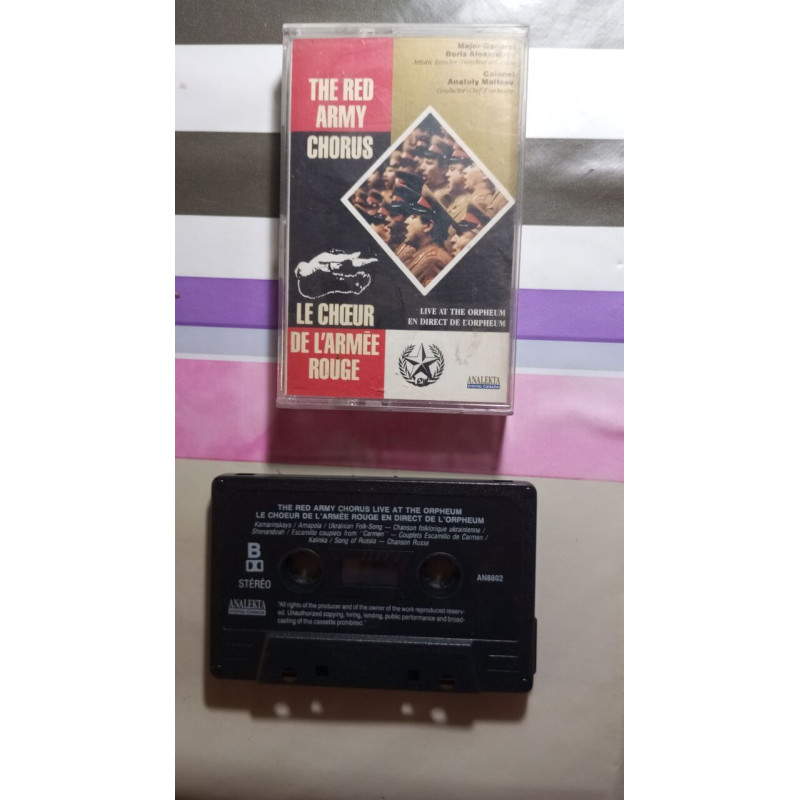 THE RED
ARMY
CHORUS
Major General
Boris
Colonel
Anatoly Maltsev
LIVE AT THE ORPHEUM
EN DIRECT DE L'ORPHEUM
LE CHŒUR
DE L'ARMÉE
ROUGE
ANALEKTA
THE RED ARMY CHORUS LIVE AT THE ORPHEUM
LE CHOEUR DE L'ARMÉE ROUGE EN DIRECT DE L'ORPHEUM
Kamarinskaya / Amapola / Ukrainian Folk-Song — Chanson folklorique ukrainienne /
Shenandoah / Escamillo couplets from "Carmen" — Couplets Escamillo de Carmen /
Kalinka / Song of Russia — Chanson Russe
B
STÉRÉO
AN8802
ANALEKTA
"All rights of the producer and of the owner of the work reproduced reserv-
ed. Unauthorized copying, hiring, lending, public performance and broad-
casting of this cassette prohibited."